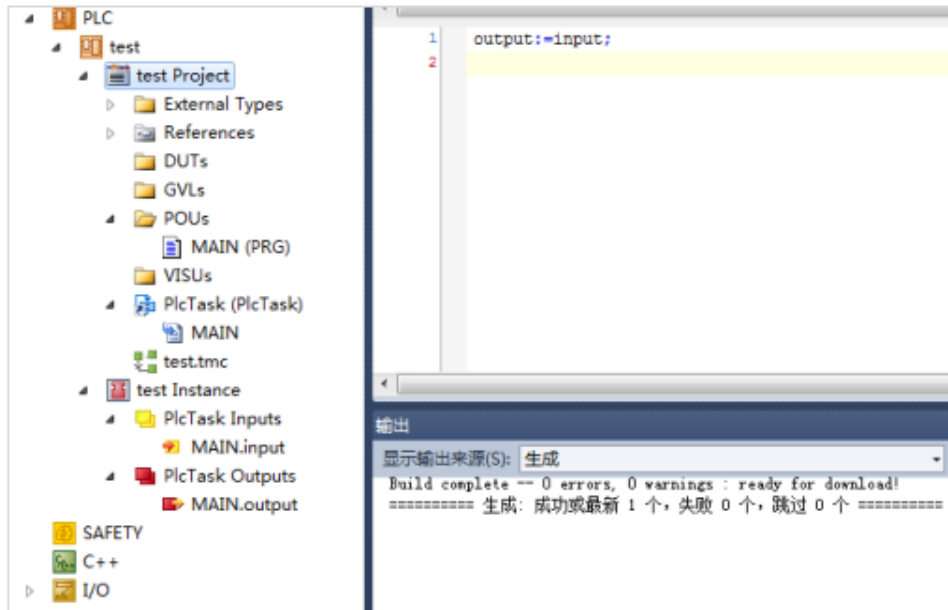 PLC
test
test Project
External Types
References
DUTs
GVLs
POUs
MAIN (PRG)
VISUs
PlcTask (PlcTask)
MAIN
test.tmc
test Instance
PlcTask Inputs
MAIN.input
PlcTask Outputs
MAIN.output
SAFETY
C++
I/O
1 output:=input;
2
输出
显示输出来源(S): 生成
Build complete -- 0 errors, 0 warnings : ready for download!
========== 生成: 成功或最新 1 个，失败 0 个，跳过 0 个 ==========